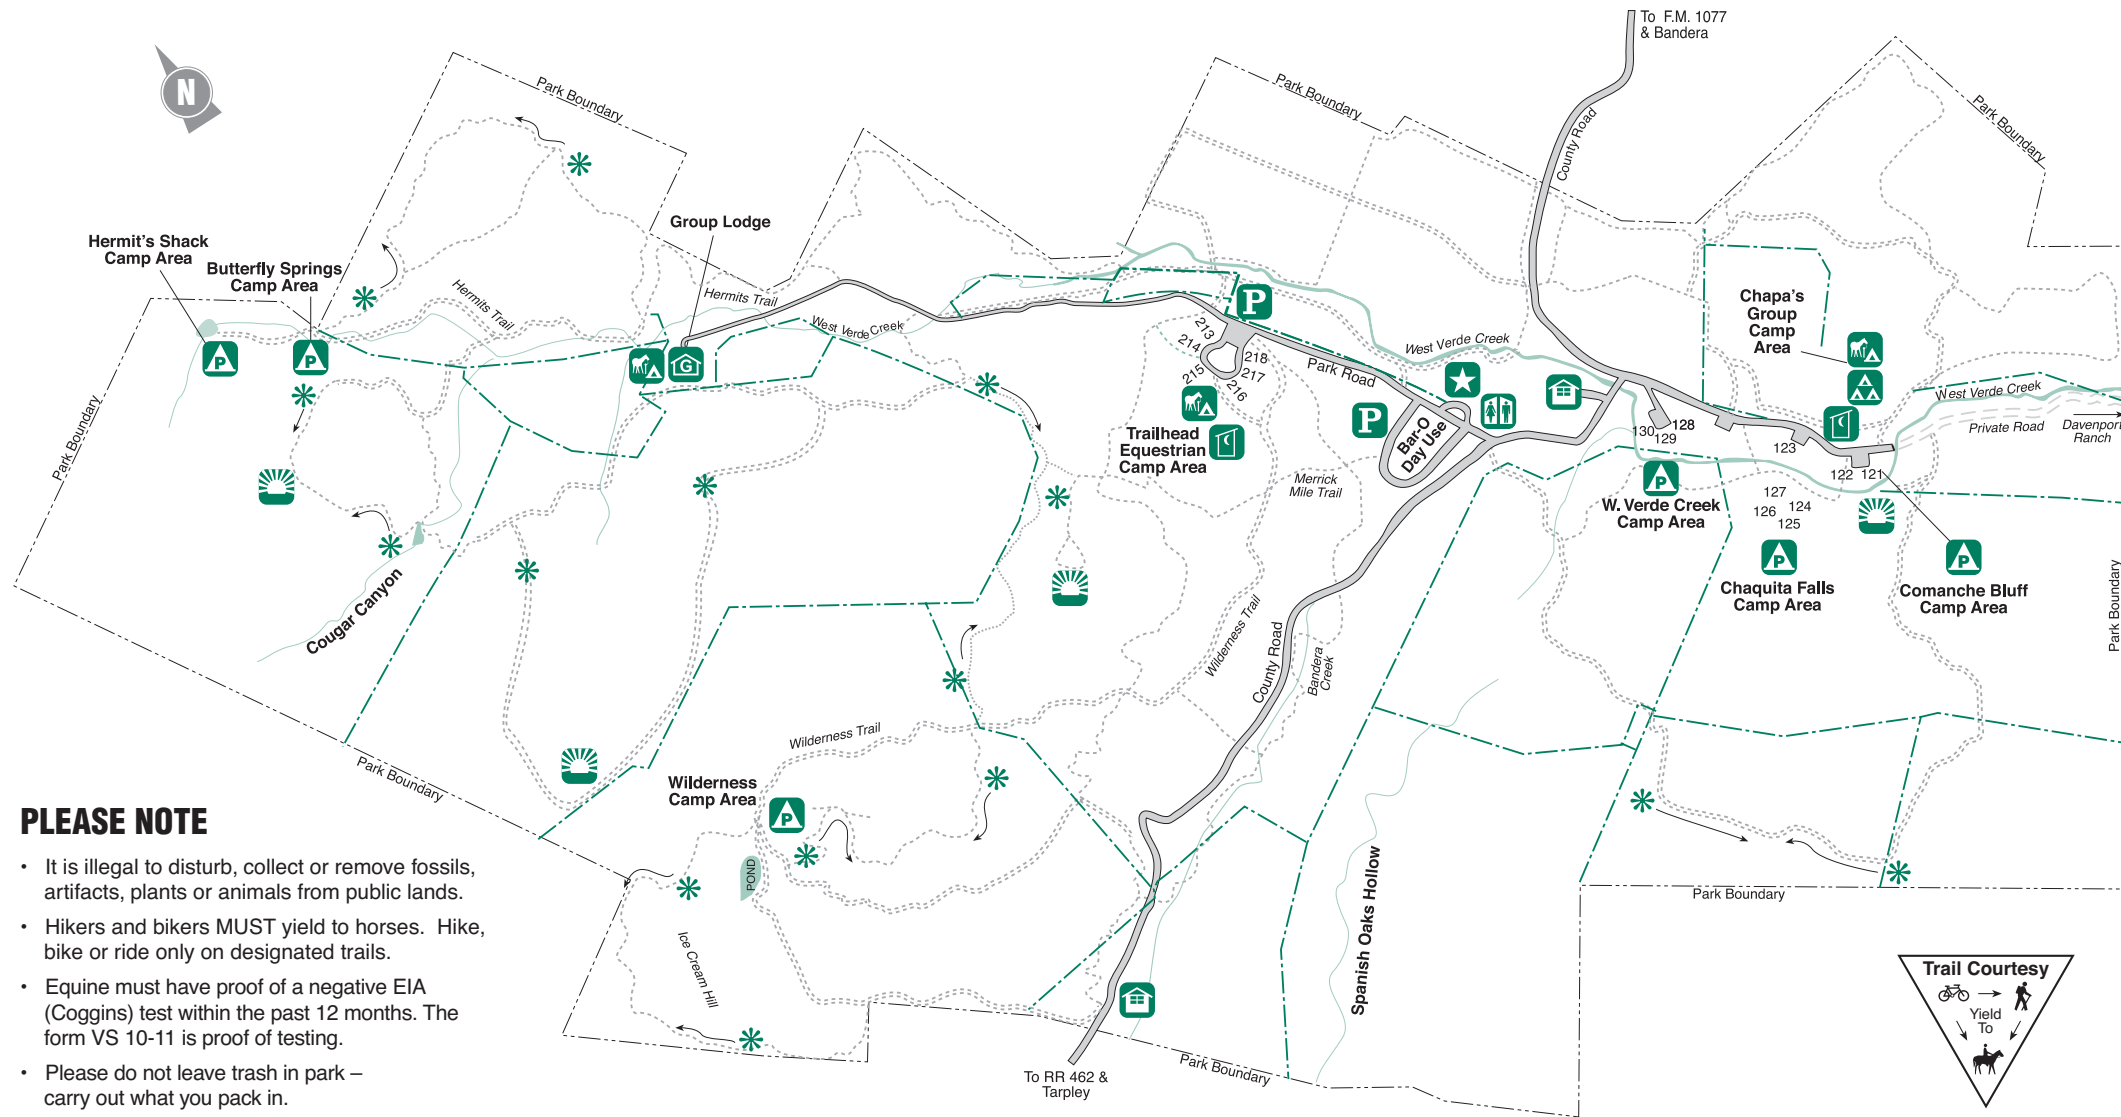 To F.M. 1077
& Bandera
N
Park Boundary
Park Boundary
County Road
Park Boundary
Group Lodge
Hermit's Shack
Camp Area
Butterfly Springs
Camp Area
Hermits Trail
Hermits Trail
West Verde Creek
P
213
214
215
216
217
218
Park Road
West Verde Creek
Chapa's
Group
Camp
Area
West Verde Creek
Private Road
Davenport
Ranch
P
P
G
Trailhead
Equestrian
Camp Area
P
Bar-O
Day Use
Merrick
Mile Trail
130
129
128
123
122
121
P
W. Verde Creek
Camp Area
127
126
124
125
P
Chaquita Falls
Camp Area
P
Comanche Bluff
Camp Area
Park Boundary
Park Boundary
Cougar Canyon
Wilderness Trail
County Road
Bandera
Creek
Wilderness Trail
Park Boundary
Wilderness
Camp Area
P
POND
Ice Cream Hill
Spanish Oaks Hollow
Park Boundary
To RR 462 &
Tarpley
Park Boundary
PLEASE NOTE
• It is illegal to disturb, collect or remove fossils,
artifacts, plants or animals from public lands.
• Hikers and bikers MUST yield to horses. Hike,
bike or ride only on designated trails.
• Equine must have proof of a negative EIA
(Coggins) test within the past 12 months. The
form VS 10-11 is proof of testing.
• Please do not leave trash in park –
carry out what you pack in.
Trail Courtesy
Yield
To